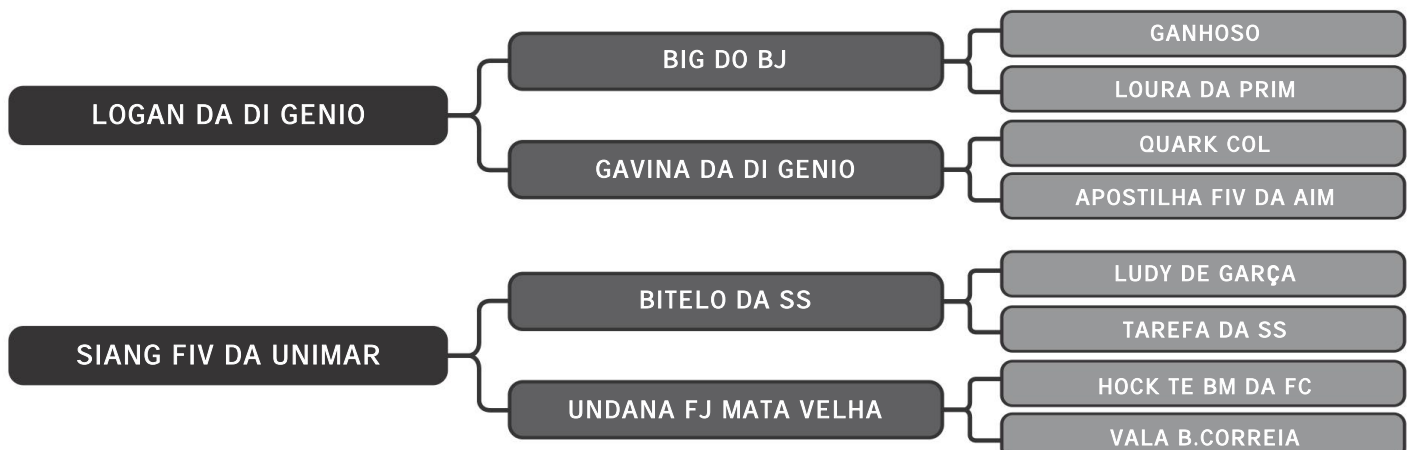 LOGAN DA DI GENIO
BIG DO BJ
GANHOSO
LOURA DA PRIM
GAVINA DA DI GENIO
QUARK COL
APOSTILHA FIV DA AIM
SIANG FIV DA UNIMAR
BITELO DA SS
LUDY DE GARÇA
TAREFA DA SS
UNDANA FJ MATA VELHA
HOCK TE BM DA FC
VALA B.CORREIA